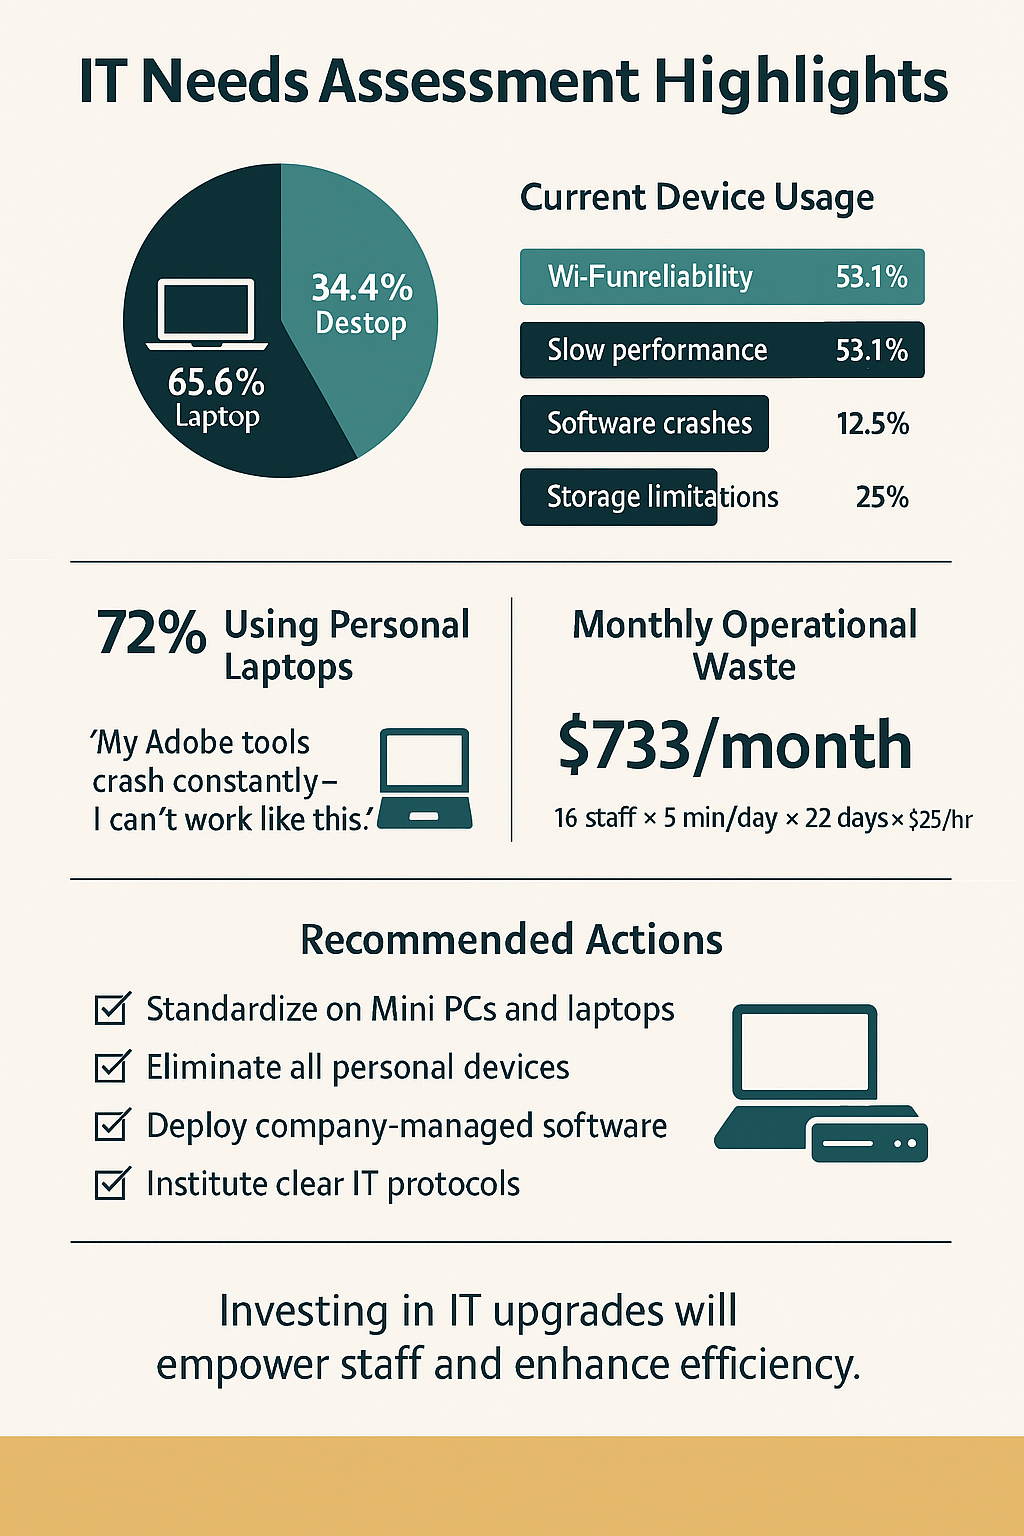 IT Needs Assessment Highlights
34.4%
Destop
65.6%
Laptop
Current Device Usage
Wi-Funreliability 53.1%
Slow performance 53.1%
Software crashes 12.5%
Storage limitations 25%
72% Using Personal
Laptops
‘My Adobe tools
crash constantly–
I can’t work like this.’
Monthly Operational
Waste
$733/month
16 staff × 5 min/day × 22 days × $25/hr
Recommended Actions
Standardize on Mini PCs and laptops
Eliminate all personal devices
Deploy company-managed software
Institute clear IT protocols
Investing in IT upgrades will
empower staff and enhance efficiency.